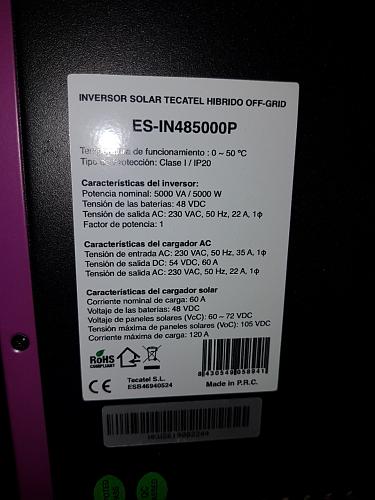 INVERSOR SOLAR TECATEL HIBRIDO OFF-GRID
ES-IN485000P
de funcionamiento : 0 ~ 50 ºC
Tipo Protección: Clase I / IP20
Características del inversor:
Potencia nominal: 5000 VA / 5000 W
Tensión de las baterías: 48 VDC
Tensión de salida AC: 230 VAC, 50 Hz, 22 A, 1ϕ
Factor de potencia: 1
Características del cargador AC
Tensión de entrada AC: 230 VAC, 50 Hz, 35 A, 1ϕ
Tensión de salida DC: 54 VDC, 60 A
Tensión de salida AC: 230 VAC, 50 Hz, 22 A, 1ϕ
Características del cargador solar
Corriente nominal de carga: 60 A
Voltaje de las baterías: 48 VDC
Voltaje de paneles solares (VcC): 60 ~ 72 VDC
Tensión máxima de paneles solares (VoC): 105 VDC
Corriente máxima de carga: 120 A
RoHS
COMPLIANT
8 430549 058941
CE
Tecatel S.L.
ESB46940524
Made in P.R.C.